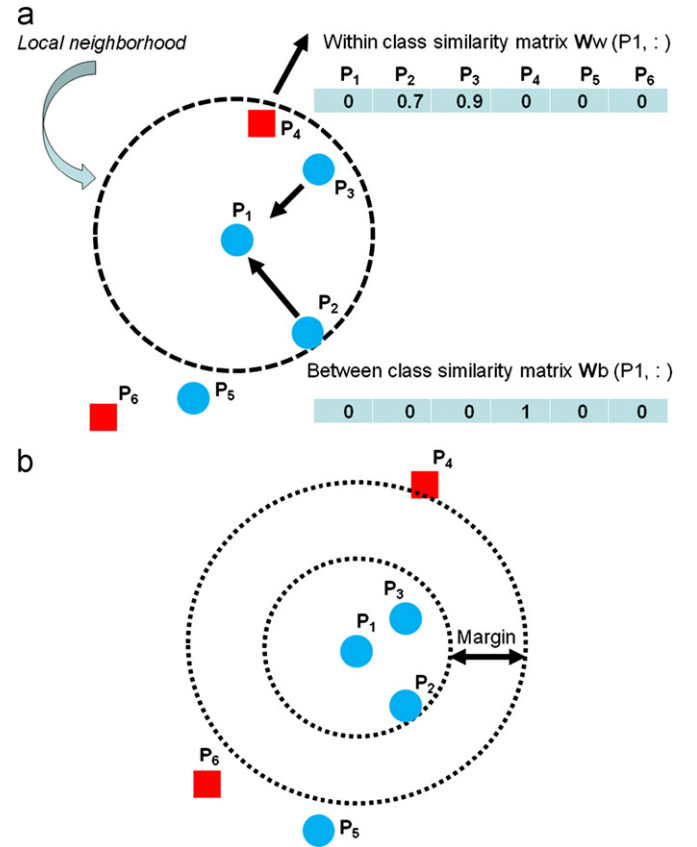 a
Local neighborhood
Within class similarity matrix Ww (P1, : )
P1 P2 P3 P4 P5 P6
0 0.7 0.9 0 0 0
P4
P3
P1
P2
Between class similarity matrix Wb (P1, : )
P6
P5
0 0 0 1 0 0
b
P4
P3
P1
Margin
P2
P6
P5